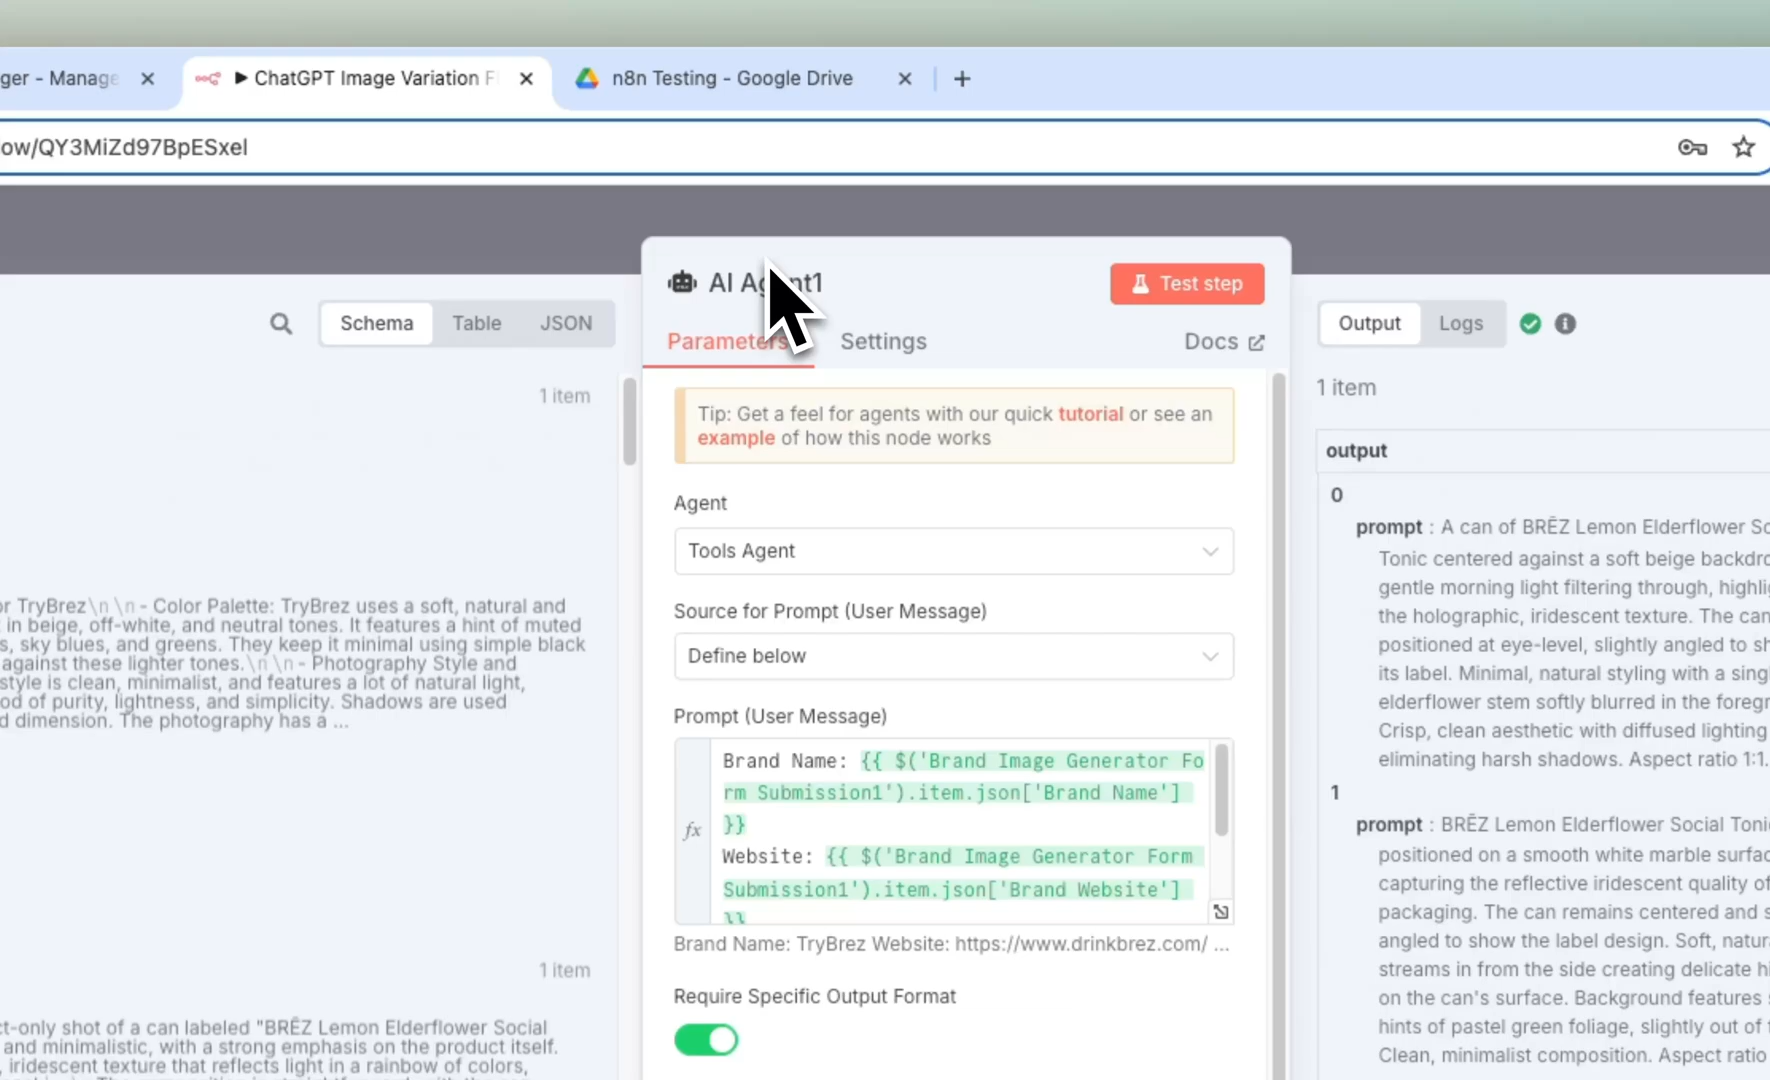 ger - Manage
ChatGPT Image Variation F
n8n Testing - Google Drive
ow/QY3MiZd97BpESxel
Schema
Table
JSON
1 item
or TryBrez\n \n - Color Palette: TryBrez uses a soft, natural and
in beige, off-white, and neutral tones. It features a hint of muted
s, sky blues, and greens. They keep it minimal using simple black
against these lighter tones.\n \n - Photography Style and
style is clean, minimalist, and features a lot of natural light,
od of purity, lightness, and simplicity. Shadows are used
d dimension. The photography has a ...
1 item
ct-only shot of a can labeled "BRĒZ Lemon Elderflower Social
and minimalistic, with a strong emphasis on the product itself.
iridescent texture that reflects light in a rainbow of colors,
AI Agent1
Test step
Parameters
Settings
Docs
Tip: Get a feel for agents with our quick tutorial or see an
example of how this node works
Agent
Tools Agent
Source for Prompt (User Message)
Define below
Prompt (User Message)
fx
Brand Name: {{ $('Brand Image Generator Fo
rm Submission1').item.json['Brand Name']
}}
Website: {{ $('Brand Image Generator Form
Submission1').item.json['Brand Website']
}}
Brand Name: TryBrez Website: https://www.drinkbrez.com/ ...
Require Specific Output Format
Output
Logs
1 item
output
0
prompt : A can of BRĒZ Lemon Elderflower So
Tonic centered against a soft beige backdro
gentle morning light filtering through, highli
the holographic, iridescent texture. The can
positioned at eye-level, slightly angled to sh
its label. Minimal, natural styling with a sing
elderflower stem softly blurred in the foregr
Crisp, clean aesthetic with diffused lighting
eliminating harsh shadows. Aspect ratio 1:1.
1
prompt : BRĒZ Lemon Elderflower Social Toni
positioned on a smooth white marble surfac
capturing the reflective iridescent quality of
packaging. The can remains centered and s
angled to show the label design. Soft, natur
streams in from the side creating delicate hi
on the can's surface. Background features s
hints of pastel green foliage, slightly out of f
Clean, minimalist composition. Aspect ratio